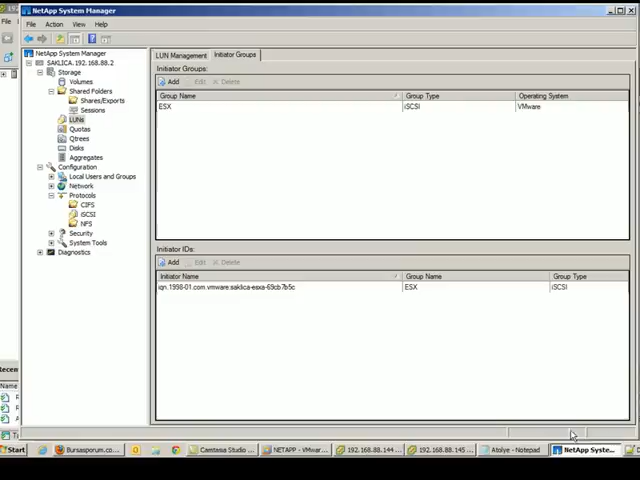 NetApp System Manager
File Action View Help
NetApp System Manager
SAKLICA.192.168.88.2
Storage
Volumes
Shared Folders
Shares/Exports
Sessions
LUNs
Quotas
Qtrees
Disks
Aggregates
Configuration
Local Users and Groups
Network
Protocols
CIFS
iSCSI
NFS
Security
System Tools
Diagnostics
LUN Management Initiator Groups
Initiator Groups:
Add Edit Delete
Group Name Group Type Operating System
ESX iSCSI VMware
Initiator IDs:
Add Edit Delete
Initiator Name Group Name Group Type
iqn.1998-01.com.vmware:saklica-esxa-69cb7b5c ESX iSCSI
Name
Start Bursasporum.co... Camtasia Studio ... NETAPP - VMwar... 192.168.88.144 ... 192.168.88.145 ... Atolye - Notepad NetApp Syste...